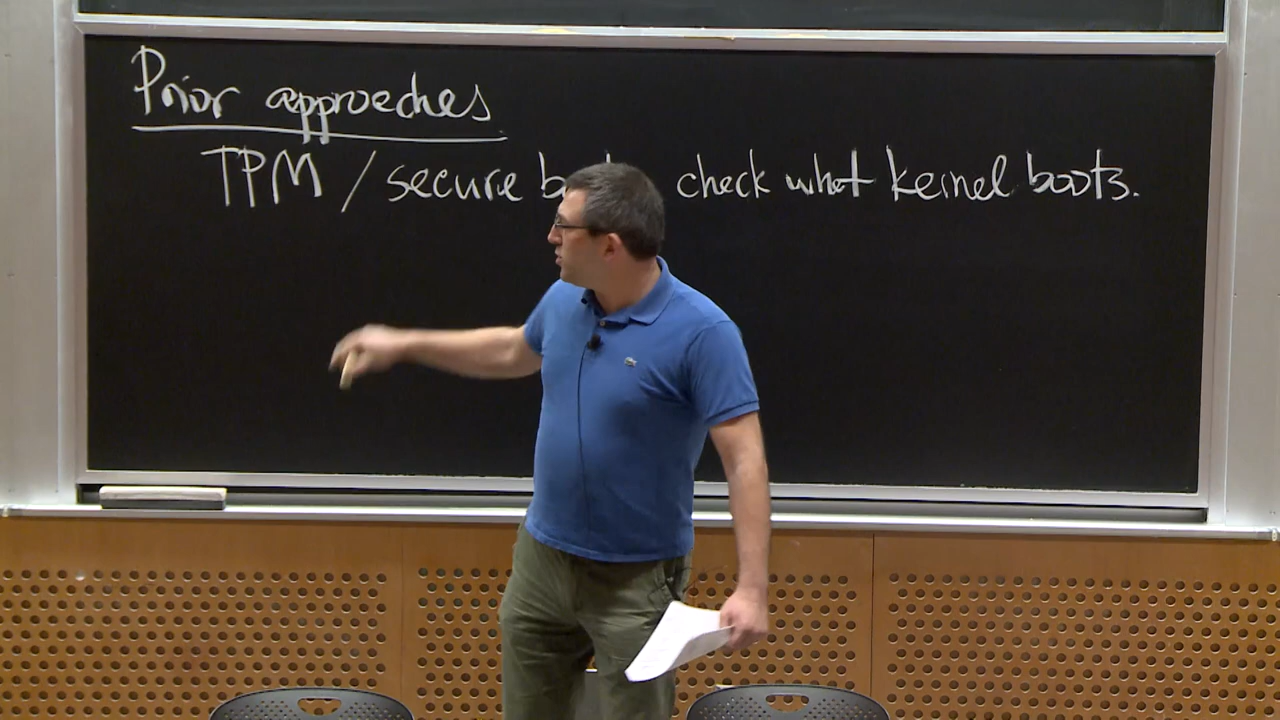 Prior approaches
TPM / secure check what kernel boots.